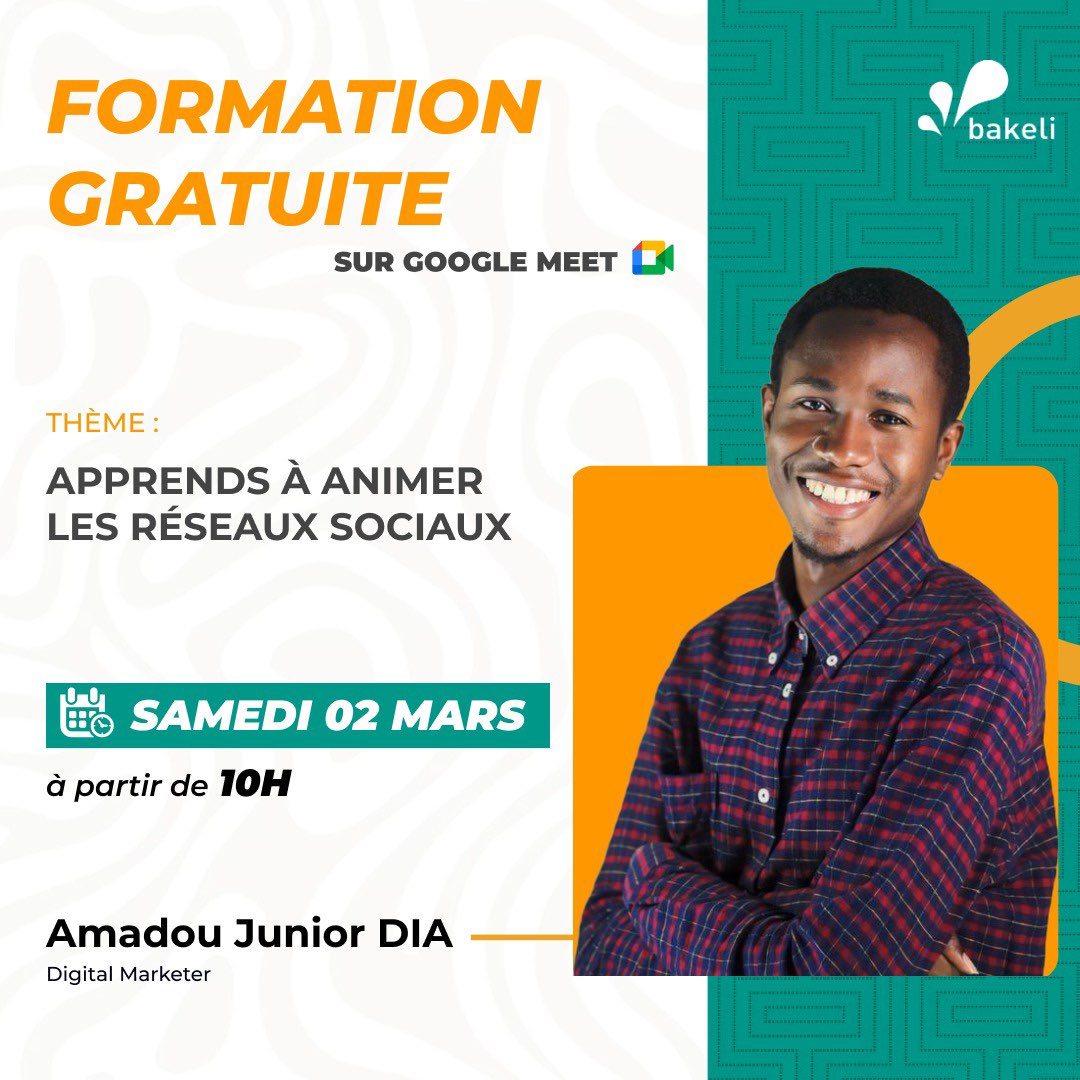 FORMATION
GRATUITE
SUR GOOGLE MEET
bakeli
THÈME :
APPRENDS À ANIMER
LES RÉSEAUX SOCIAUX
SAMEDI 02 MARS
à partir de 10H
Amadou Junior DIA
Digital Marketer